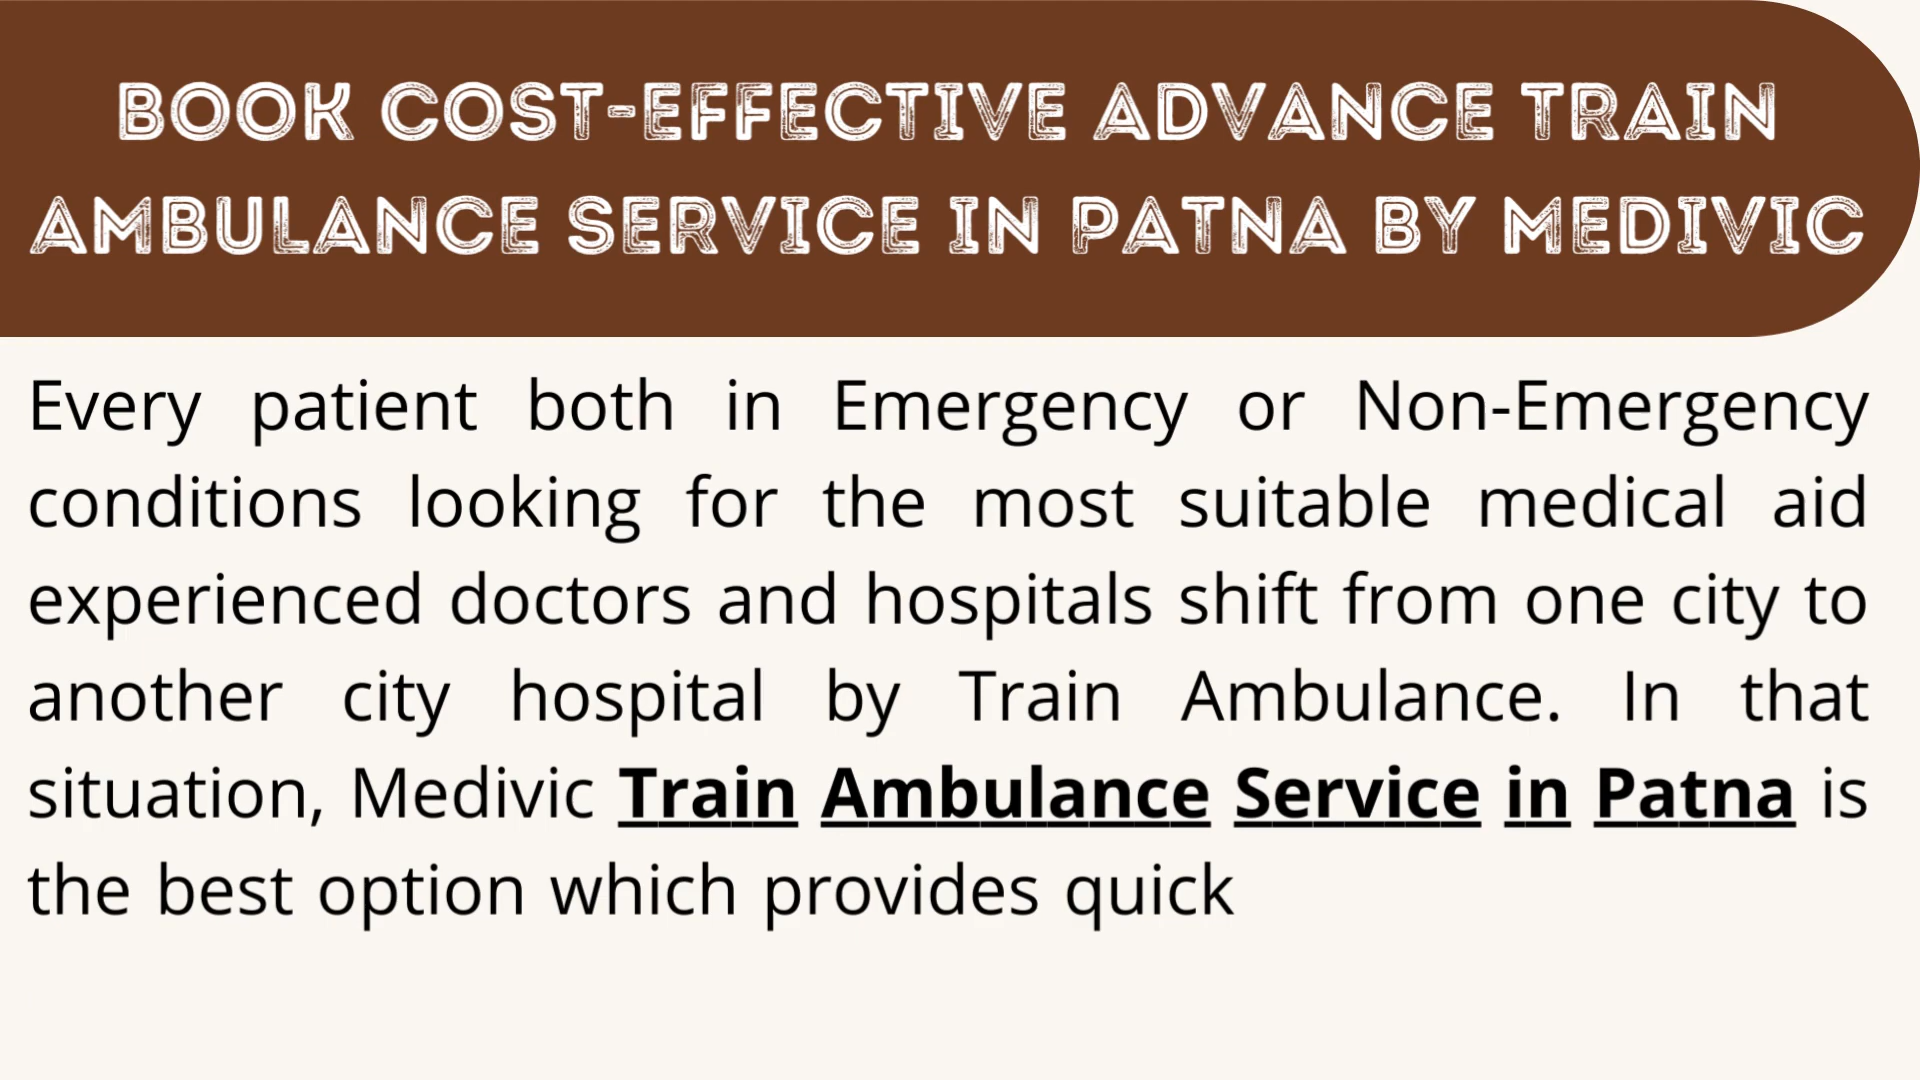 BOOK COST-EFFECTIVE ADVANCE TRAIN
AMBULANCE SERVICE IN PATNA BY MEDIVIC
Every patient both in Emergency or Non-Emergency
conditions looking for the most suitable medical aid
experienced doctors and hospitals shift from one city to
another city hospital by Train Ambulance. In that
situation, Medivic Train Ambulance Service in Patna is
the best option which provides quick